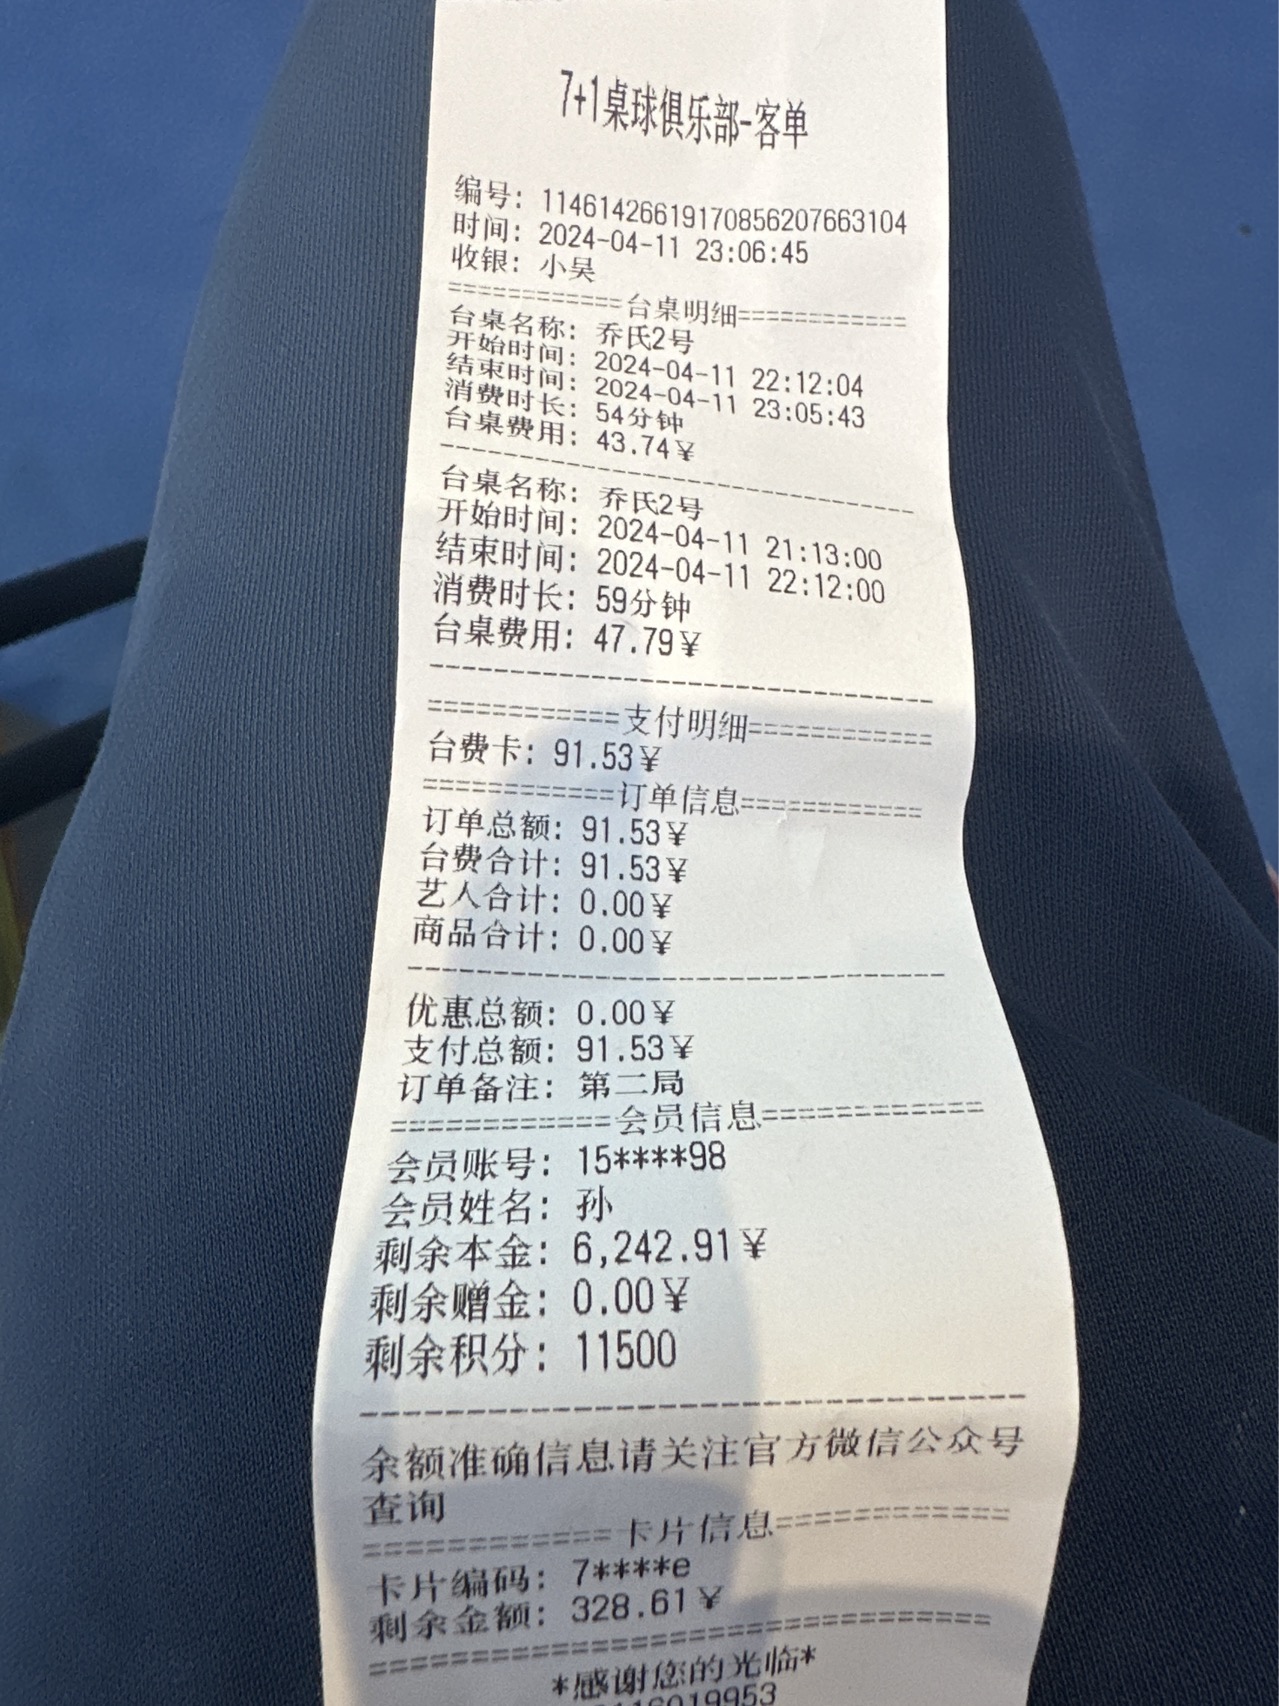 7+1桌球俱乐部-客单
编号: 11461426619170856207663104
时间: 2024-04-11 23:06:45
收银: 小吴
============台桌明细============
台桌名称: 乔氏2号
开始时间: 2024-04-11 22:12:04
结束时间: 2024-04-11 23:05:43
消费时长: 54分钟
台桌费用: 43.74¥
--------------------------------
台桌名称: 乔氏2号
开始时间: 2024-04-11 21:13:00
结束时间: 2024-04-11 22:12:00
消费时长: 59分钟
台桌费用: 47.79¥
--------------------------------
============支付明细============
台费卡: 91.53¥
============订单信息============
订单总额: 91.53¥
台费合计: 91.53¥
艺人合计: 0.00¥
商品合计: 0.00¥
--------------------------------
优惠总额: 0.00¥
支付总额: 91.53¥
订单备注: 第二局
============会员信息============
会员账号: 15****98
会员姓名: 孙
剩余本金: 6,242.91¥
剩余赠金: 0.00¥
剩余积分: 11500
--------------------------------
余额准确信息请关注官方微信公众号
查询
============卡片信息============
卡片编码: 7****e
剩余金额: 328.61¥
================================
*感谢您的光临*